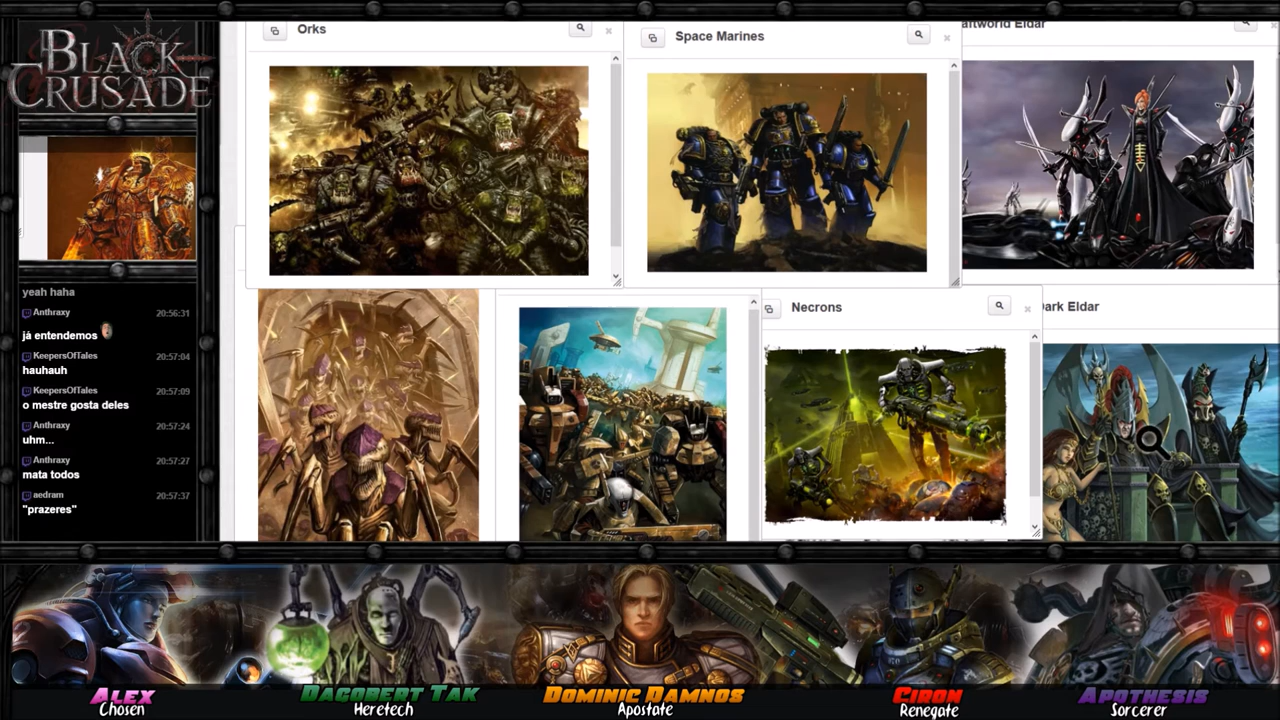 BLACK
CRUSADE
Orks
Space Marines
aftworld Eldar
yeah haha
Anthraxy 20:56:31
já entendemos
KeepersOfTales 20:57:04
hauhauh
KeepersOfTales 20:57:09
o mestre gosta deles
Anthraxy 20:57:24
uhm...
Anthraxy 20:57:27
mata todos
aedram 20:57:37
"prazeres"
Necrons
Dark Eldar
Alex
Chosen
Dagobert Tak
Heretech
Dominic Damnos
Apostate
Ciron
Renegate
Apothesis
Sorcerer